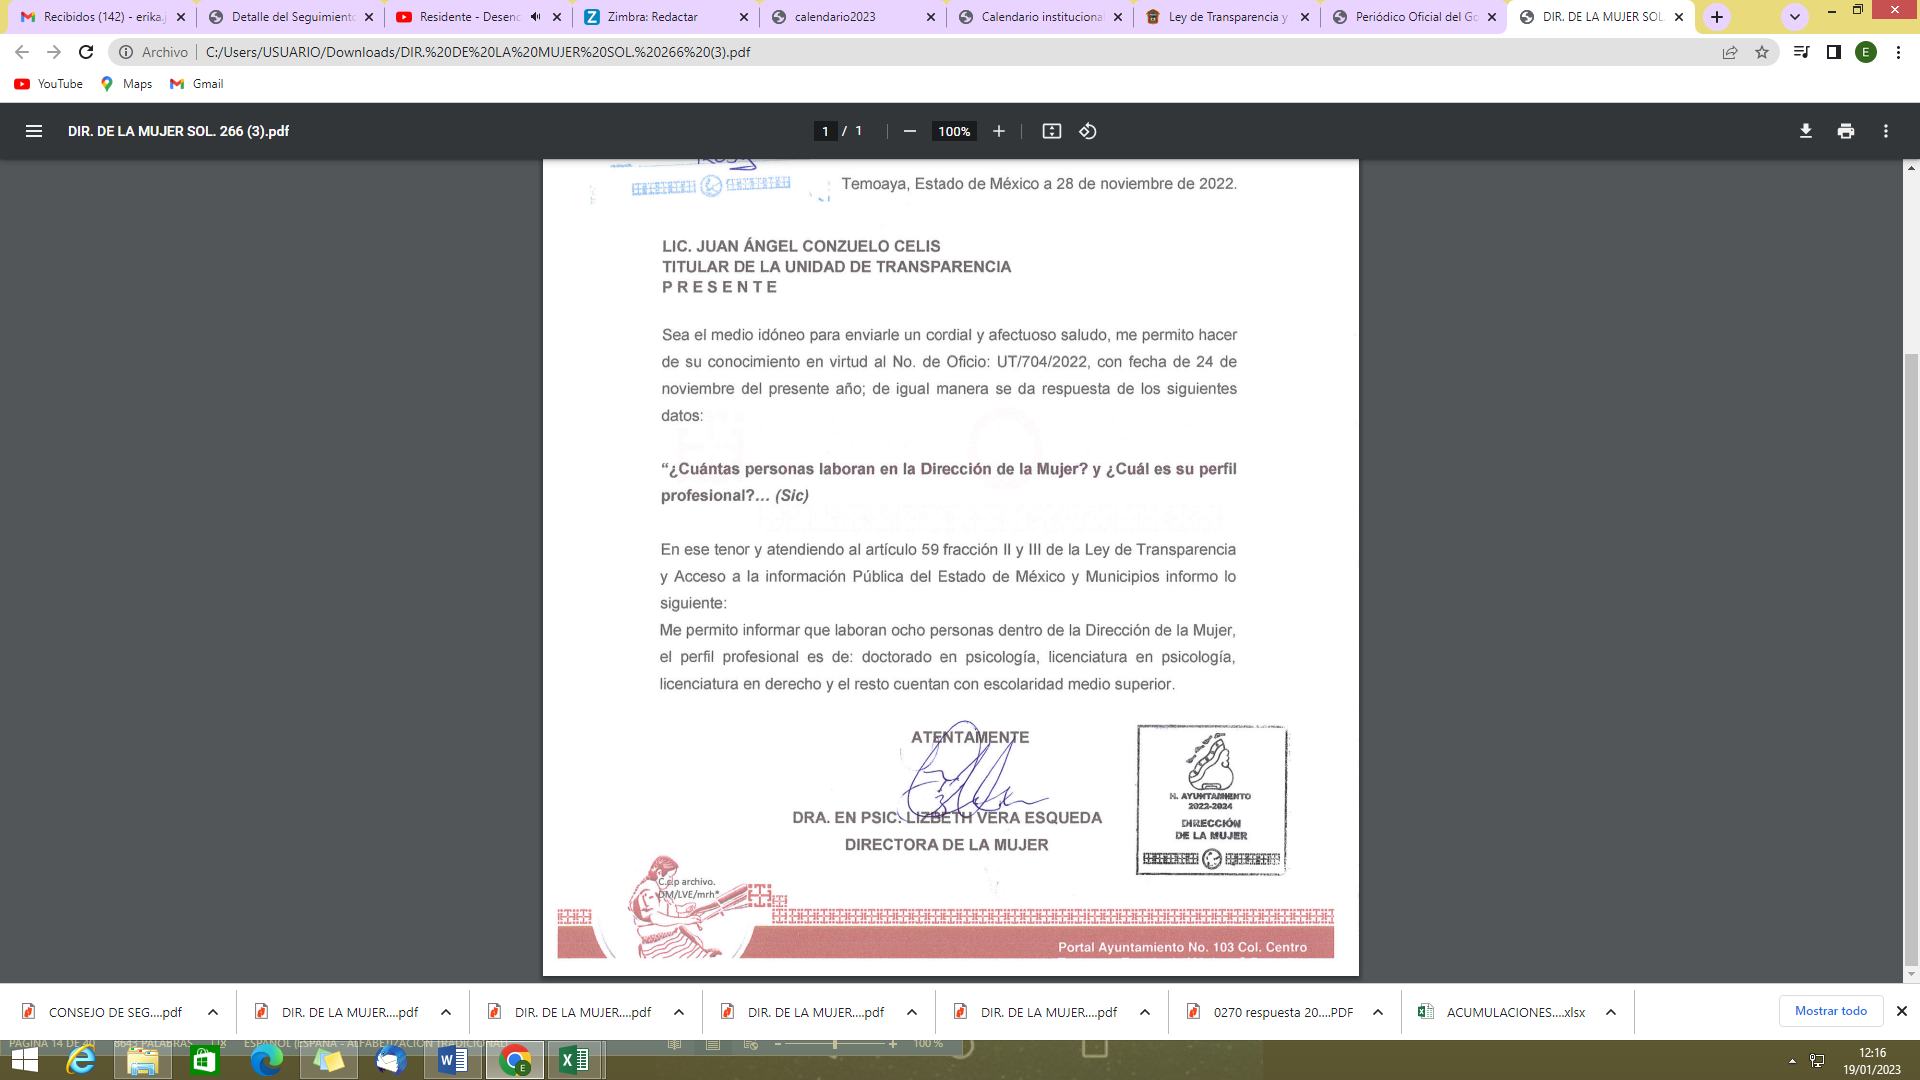 Recibidos (142) - erika.j
Detalle del Seguimiento
Residente - Desenc
Zimbra: Redactar
calendario2023
Calendario institucional
Ley de Transparencia y
Periódico Oficial del Go
DIR. DE LA MUJER SOL.
Archivo
C:/Users/USUARIO/Downloads/DIR.%20DE%20LA%20MUJER%20SOL.%20266%20(3).pdf
E
YouTube
Maps
Gmail
DIR. DE LA MUJER SOL. 266 (3).pdf
1 / 1
100%
Temoaya, Estado de México a 28 de noviembre de 2022.
LIC. JUAN ÁNGEL CONZUELO CELIS
TITULAR DE LA UNIDAD DE TRANSPARENCIA
P R E S E N T E
Sea el medio idóneo para enviarle un cordial y afectuoso saludo, me permito hacer
de su conocimiento en virtud al No. de Oficio: UT/704/2022, con fecha de 24 de
noviembre del presente año; de igual manera se da respuesta de los siguientes
datos:
“¿Cuántas personas laboran en la Dirección de la Mujer? y ¿Cuál es su perfil
profesional?… (Sic)
En ese tenor y atendiendo al artículo 59 fracción II y III de la Ley de Transparencia
y Acceso a la información Pública del Estado de México y Municipios informo lo
siguiente:
Me permito informar que laboran ocho personas dentro de la Dirección de la Mujer,
el perfil profesional es de: doctorado en psicología, licenciatura en psicología,
licenciatura en derecho y el resto cuentan con escolaridad medio superior.
ATENTAMENTE
DRA. EN PSIC. LIZBETH VERA ESQUEDA
DIRECTORA DE LA MUJER
H. AYUNTAMIENTO
2022-2024
DIRECCIÓN
DE LA MUJER
C.c.p archivo.
DM/LVE/mrh*
Portal Ayuntamiento No. 103 Col. Centro
CONSEJO DE SEG....pdf
DIR. DE LA MUJER....pdf
DIR. DE LA MUJER....pdf
DIR. DE LA MUJER....pdf
DIR. DE LA MUJER....pdf
0270 respuesta 20....PDF
ACUMULACIONES....xlsx
Mostrar todo
PÁGINA 14 DE 30
8643 PALABRAS
ESPAÑOL (ESPAÑA - ALFABETIZACIÓN TRADICIONAL)
100 %
12:16
19/01/2023